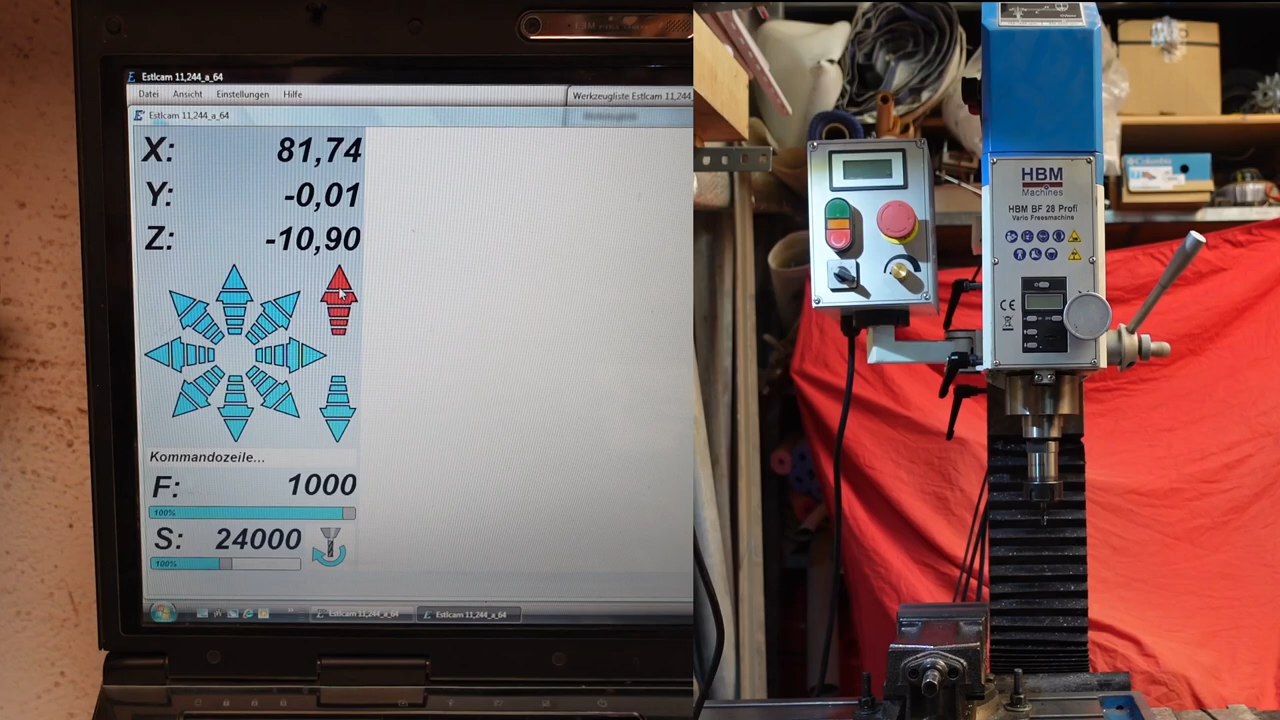 Estlcam 11,244_a_64
Datei Ansicht Einstellungen Hilfe
Werkzeugliste Estlcam 11,244
Estlcam 11,244_a_64
X: 81,74
Y: -0,01
Z: -10,90
Kommandozeile...
F: 1000
100%
S: 24000
100%
Estlcam 11,244_a_64 Estlcam 11,244_a_64
HBM
Machines
HBM BF 28 Profi
Vario Freesmachine
CE
Columbia